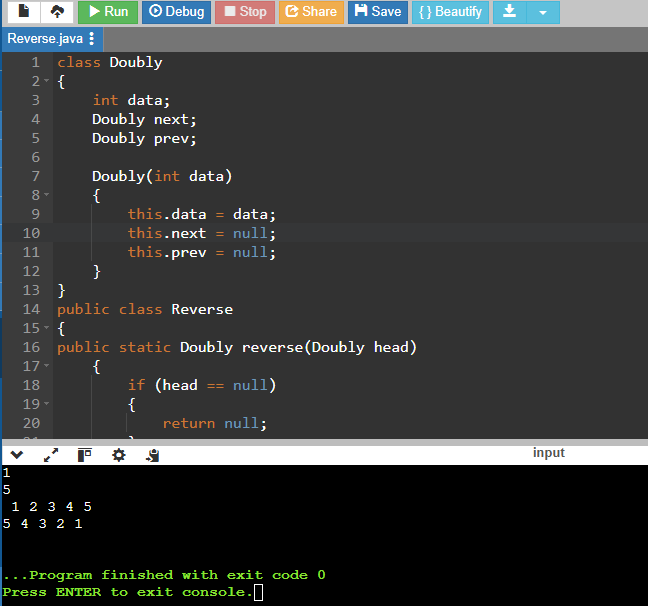 Run Debug Stop Share Save { } Beautify
Reverse.java
1 class Doubly
2 {
3 int data;
4 Doubly next;
5 Doubly prev;
6
7 Doubly(int data)
8 {
9 this.data = data;
10 this.next = null;
11 this.prev = null;
12 }
13 }
14 public class Reverse
15 {
16 public static Doubly reverse(Doubly head)
17 {
18 if (head == null)
19 {
20 return null;
input
1
5
1 2 3 4 5
5 4 3 2 1
...Program finished with exit code 0
Press ENTER to exit console.